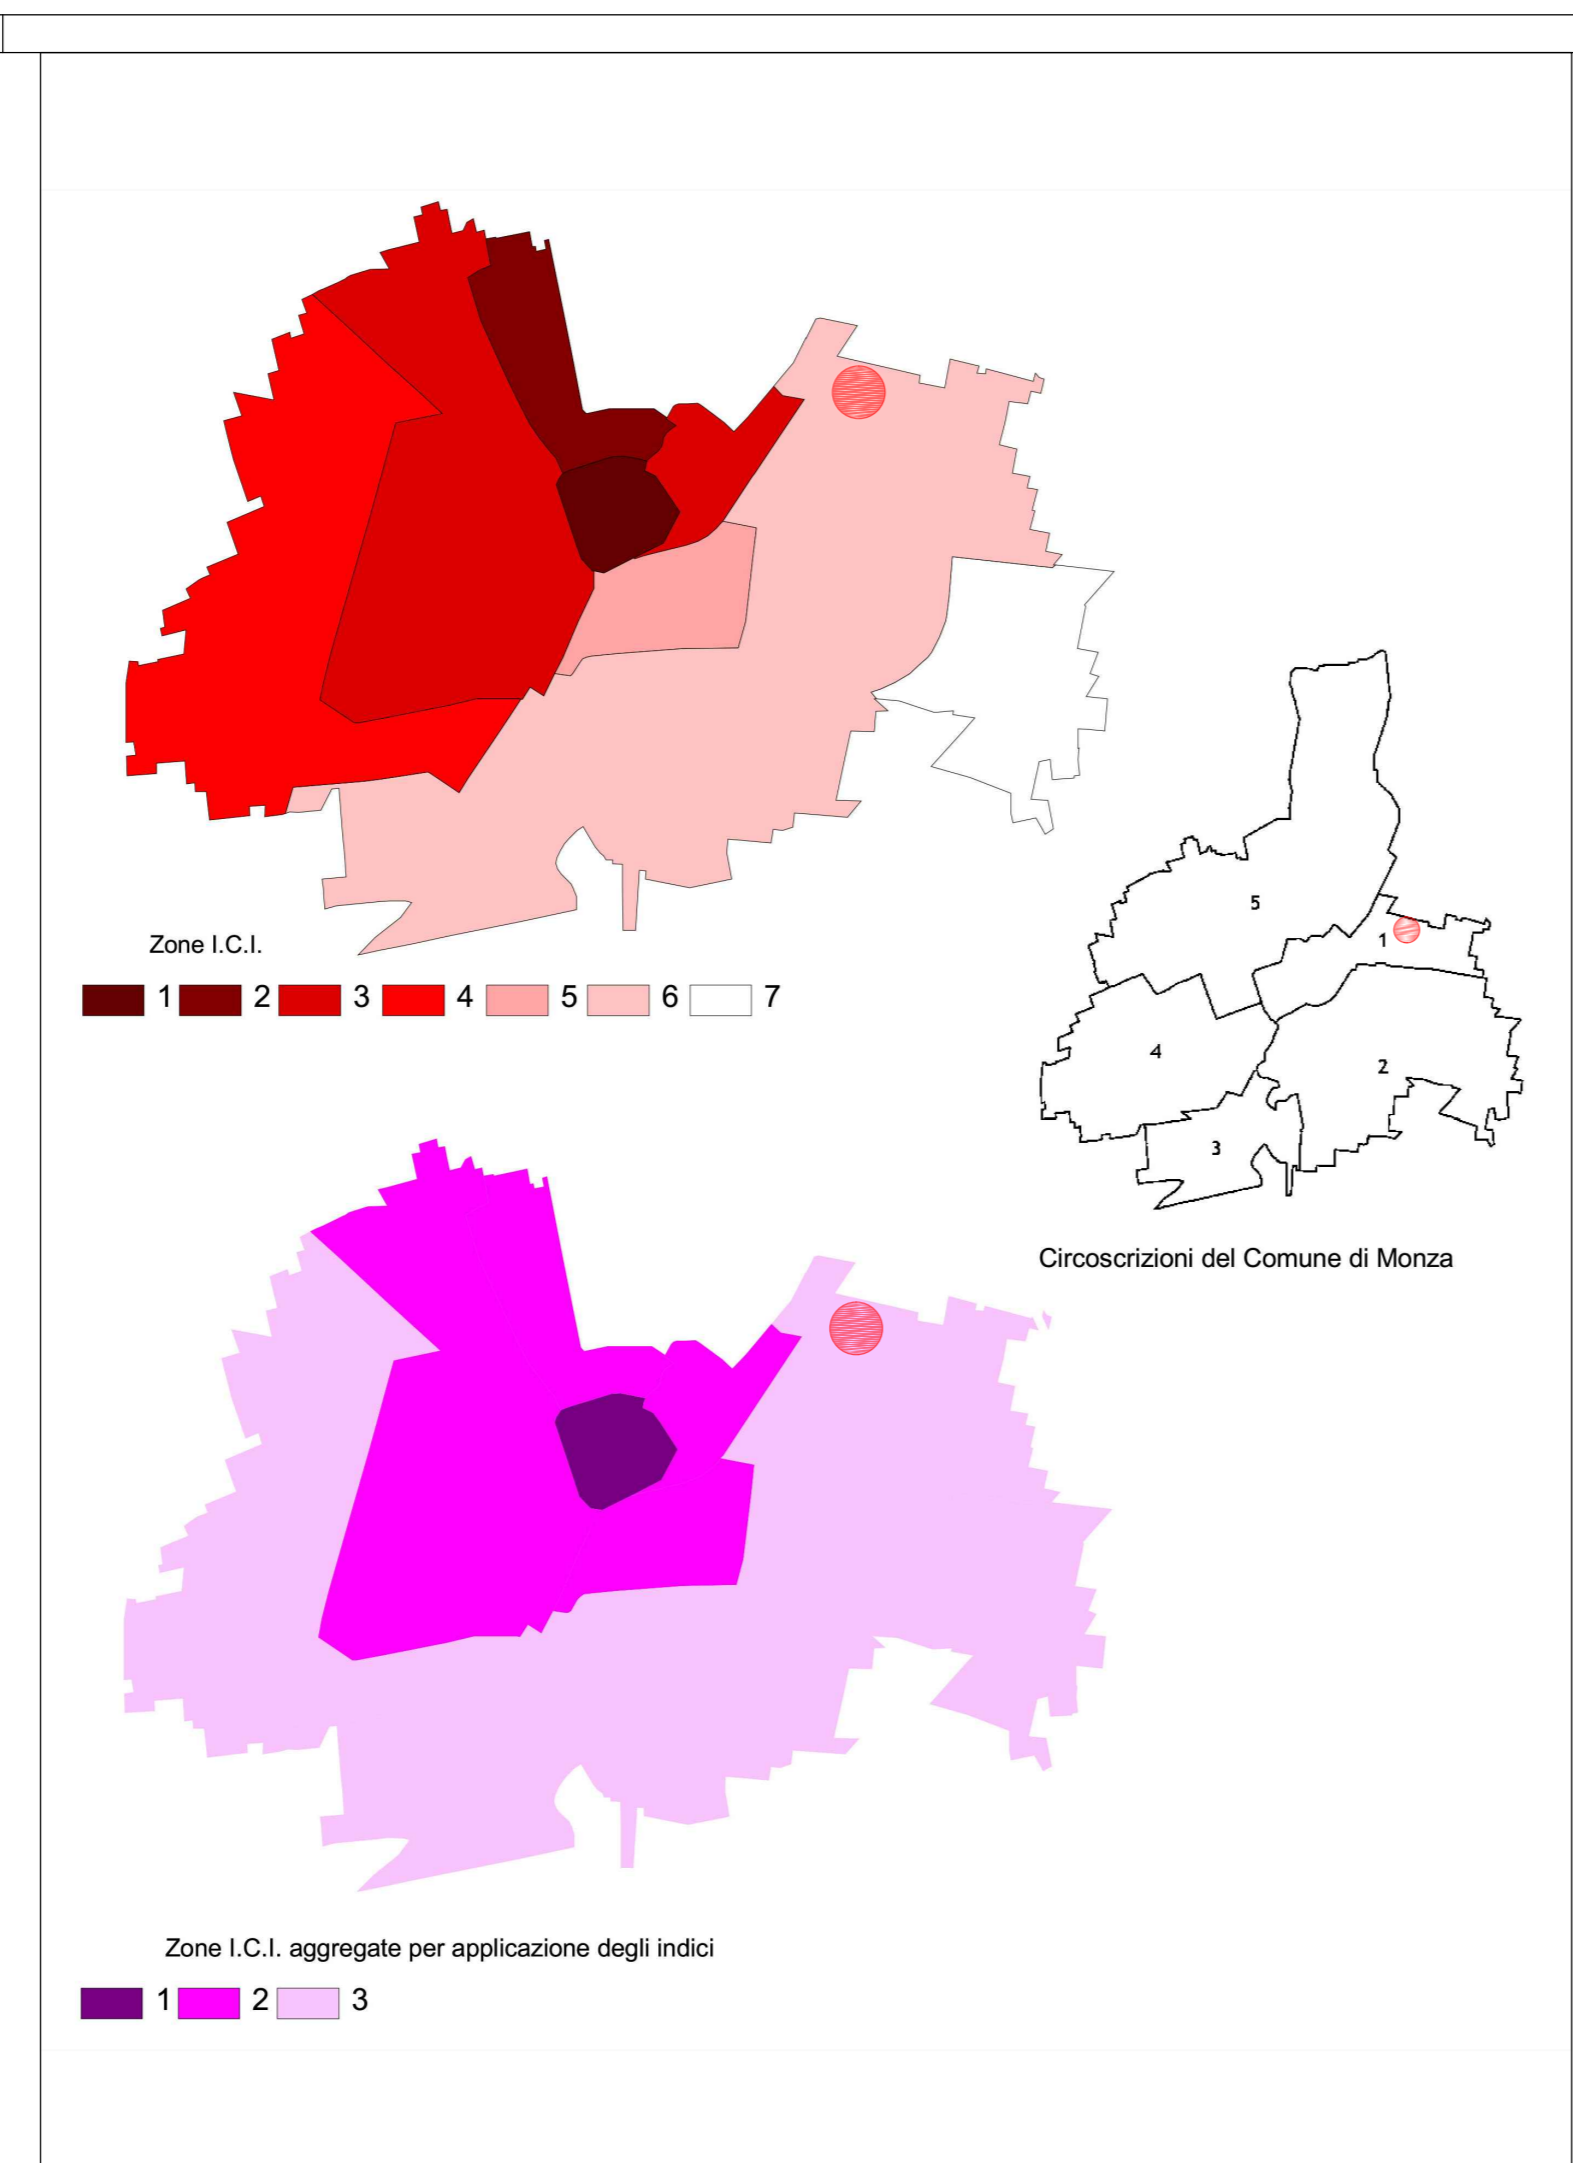 Zone I.C.I.
1 2 3 4 5 6 7
5
1
4
2
3
Circoscrizioni del Comune di Monza
Zone I.C.I. aggregate per applicazione degli indici
1 2 3